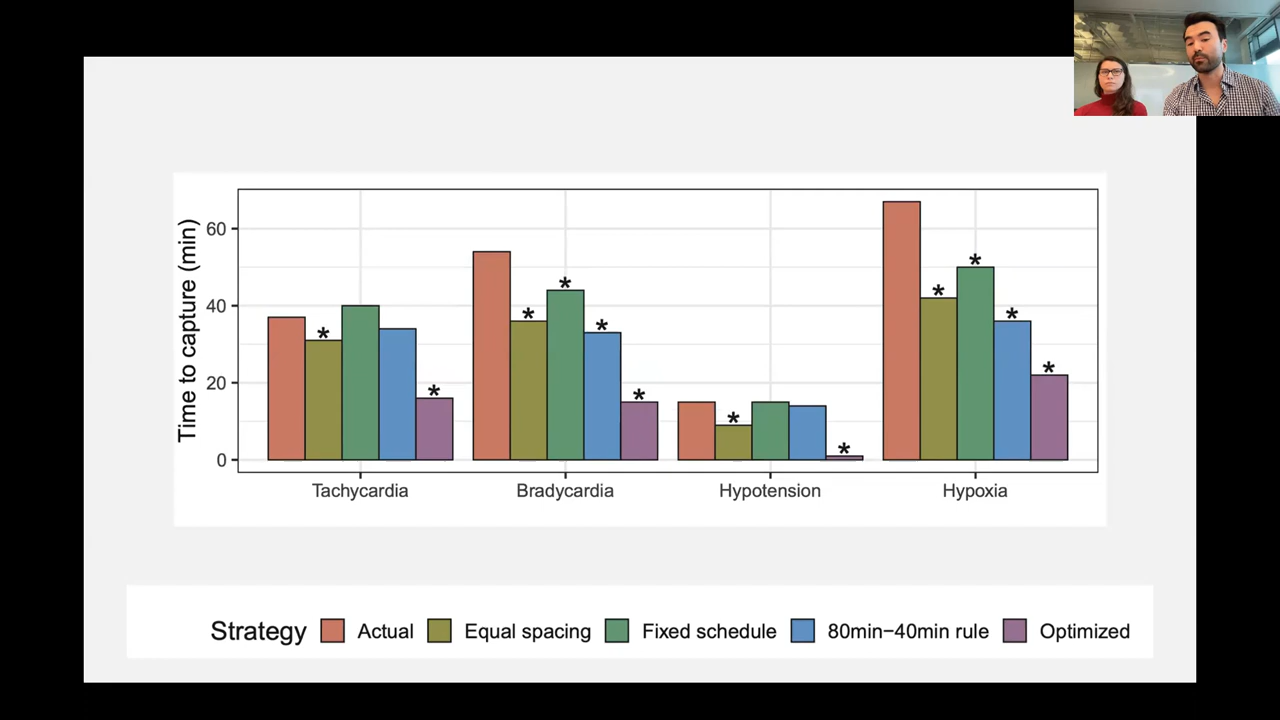 Time to capture (min)
60
40
20
0
* * * * * * * * * * * *
Tachycardia Bradycardia Hypotension Hypoxia
Strategy Actual Equal spacing Fixed schedule 80min−40min rule Optimized